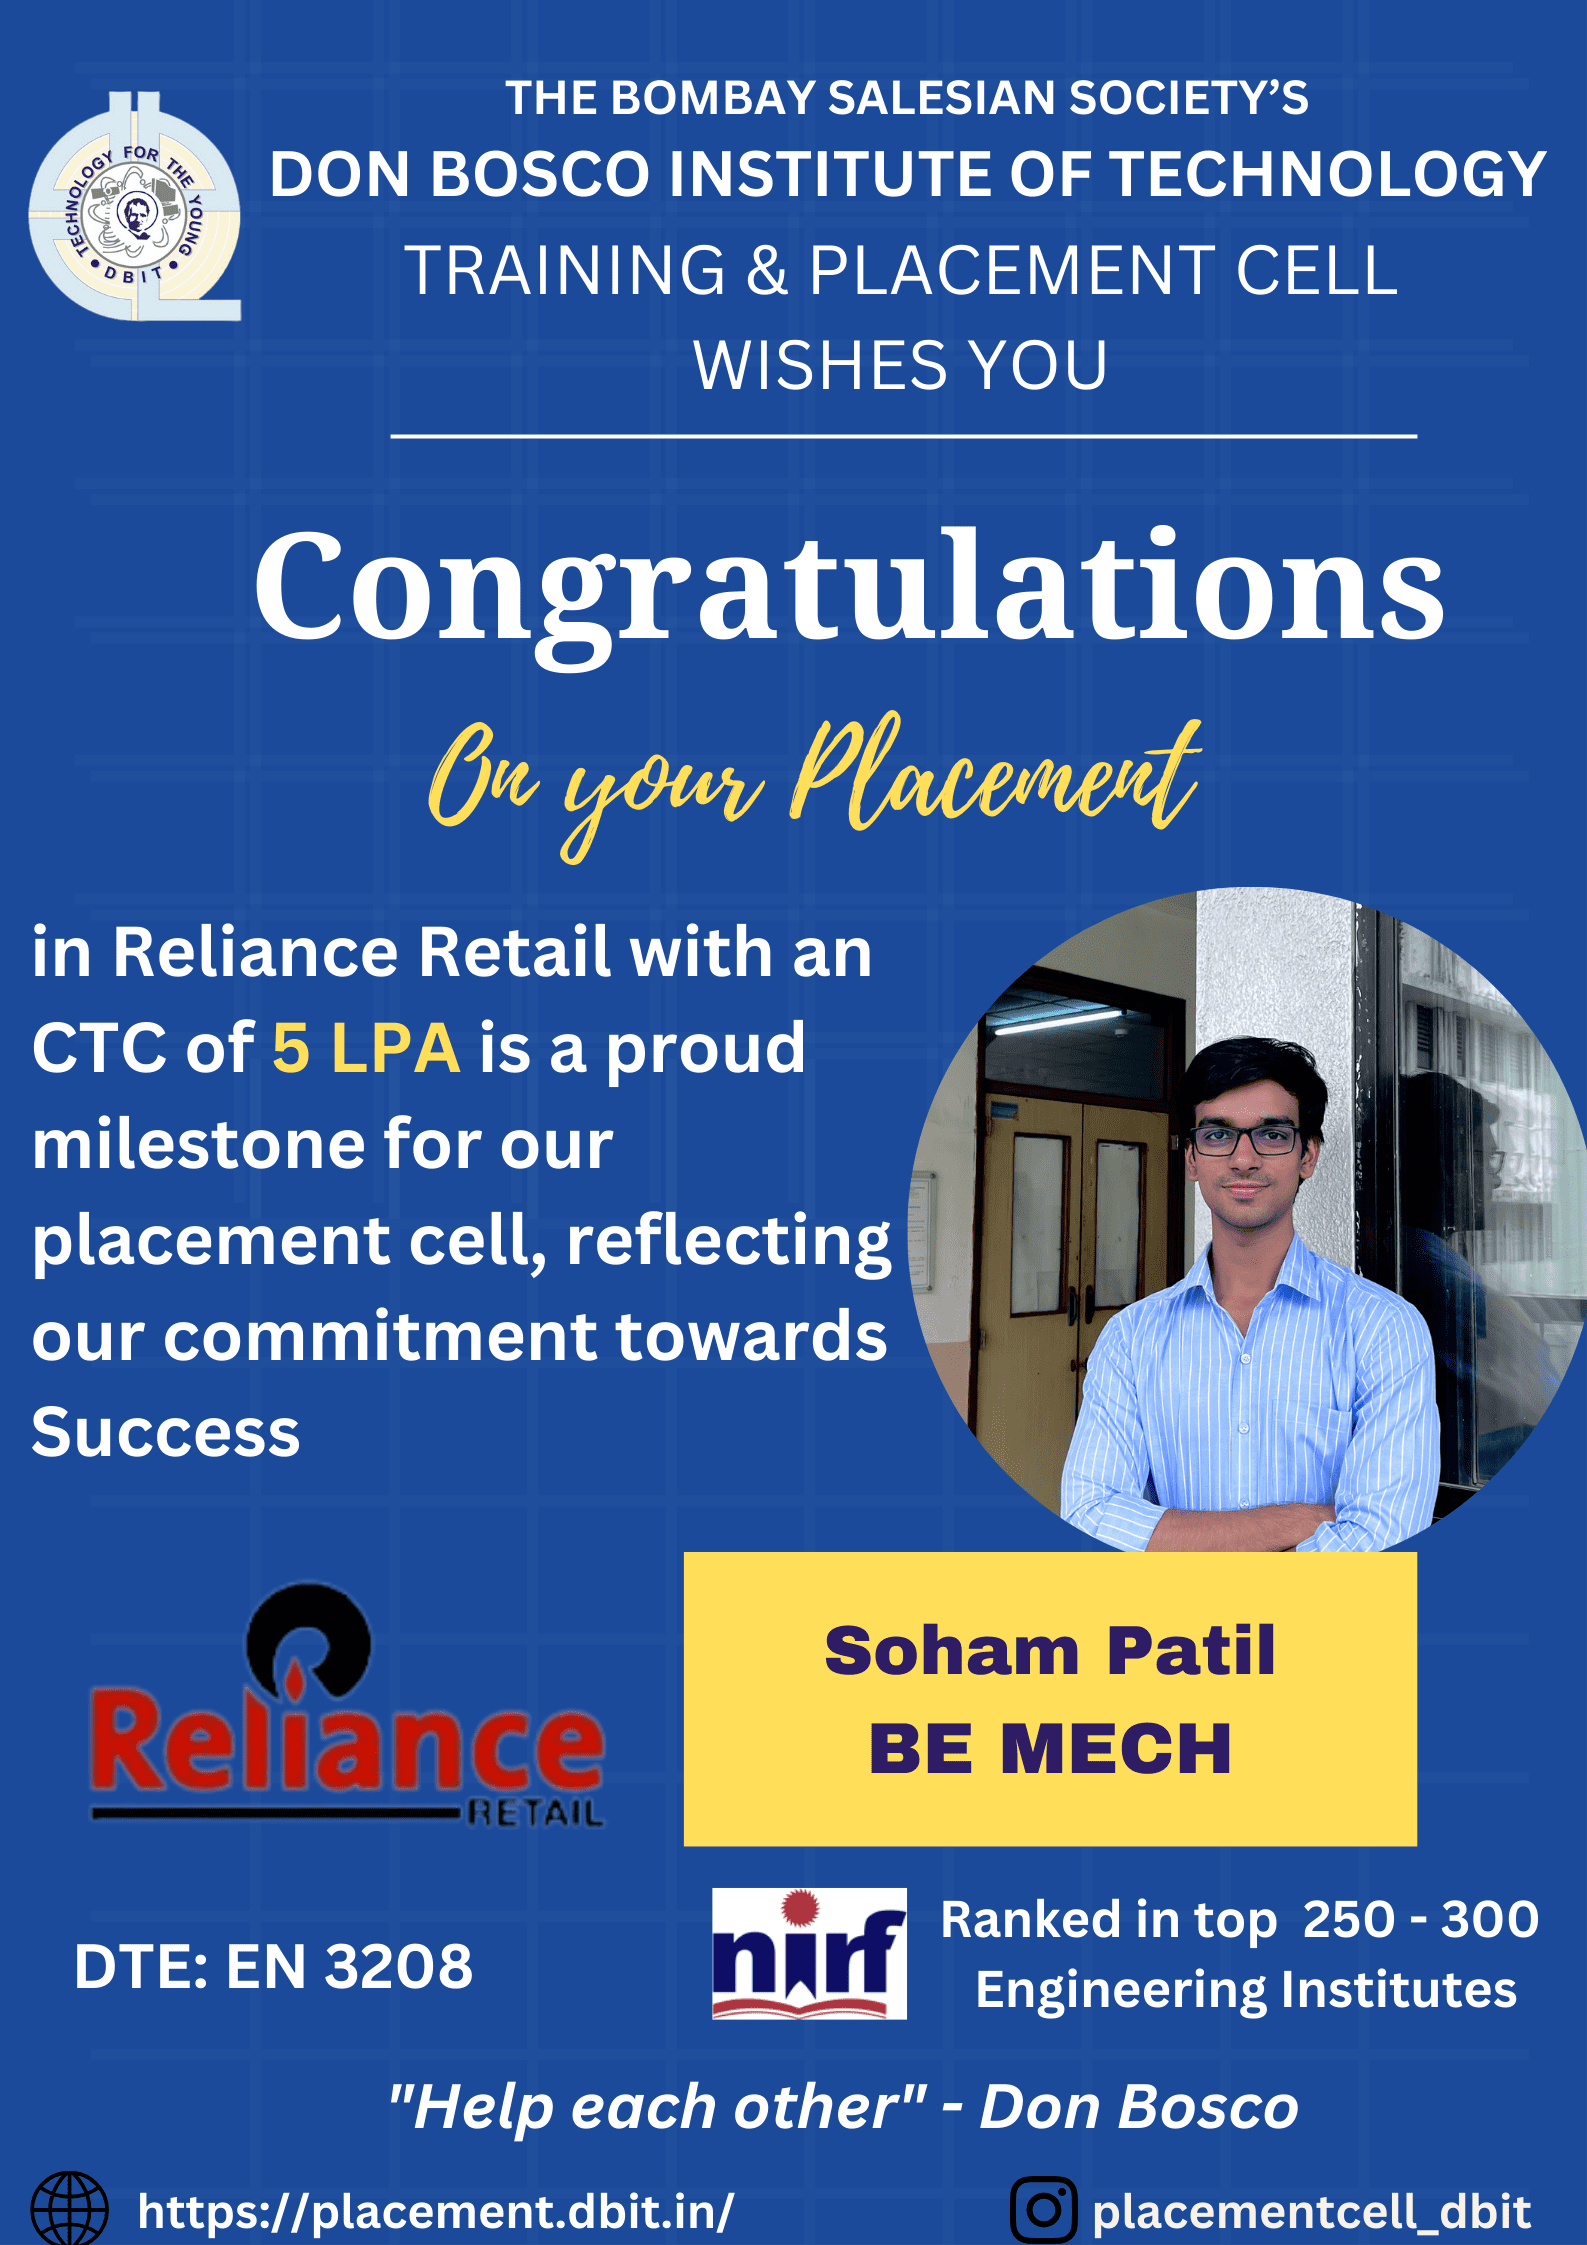 THE BOMBAY SALESIAN SOCIETY’S
DON BOSCO INSTITUTE OF TECHNOLOGY
TRAINING & PLACEMENT CELL
WISHES YOU
TECHNOLOGY FOR THE YOUNG
• DBIT •
Congratulations
On your Placement
in Reliance Retail with an
CTC of 5 LPA is a proud
milestone for our
placement cell, reflecting
our commitment towards
Success
Reliance
RETAIL
Soham Patil
BE MECH
DTE: EN 3208
nirf
Ranked in top 250 - 300
Engineering Institutes
"Help each other" - Don Bosco
https://placement.dbit.in/
placementcell_dbit